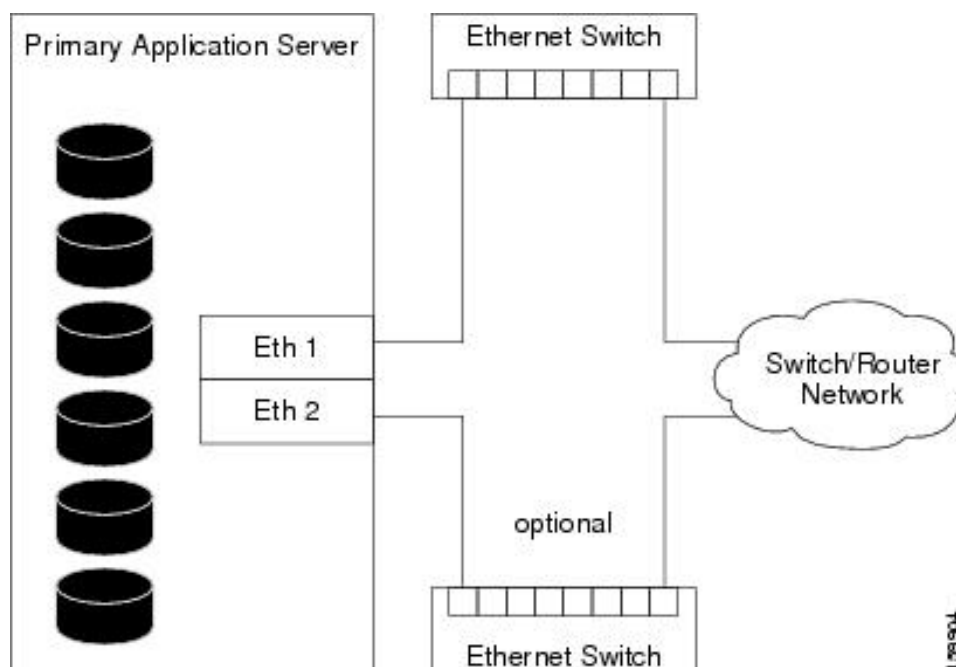 Primary Application Server
Ethernet Switch
Eth 1
Eth 2
Switch/Router
Network
optional
Ethernet Switch